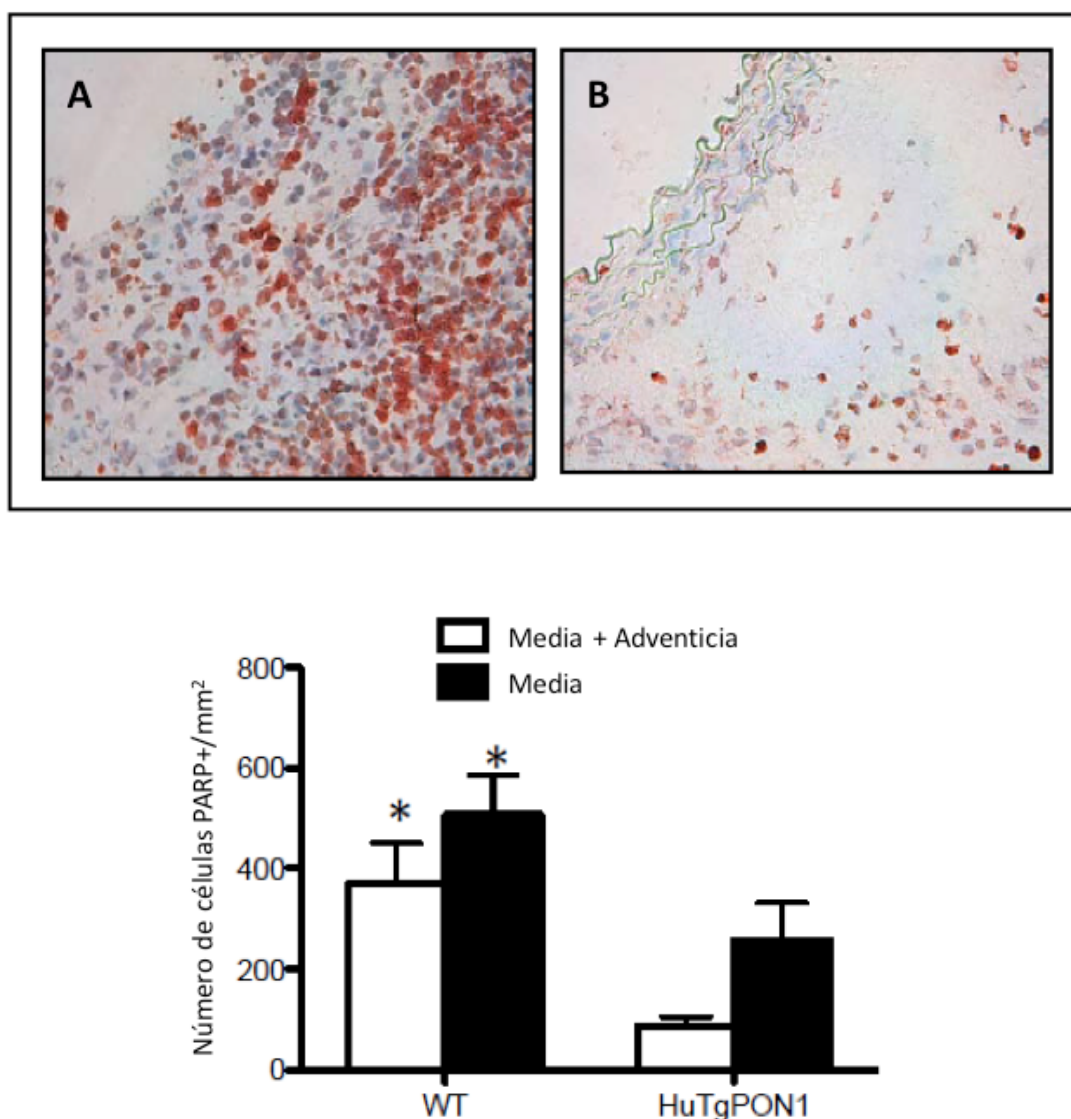 A
B
Media + Adventicia
Media
Número de células PARP+/mm²
800
600
400
200
0
*
*
WT
HuTgPON1